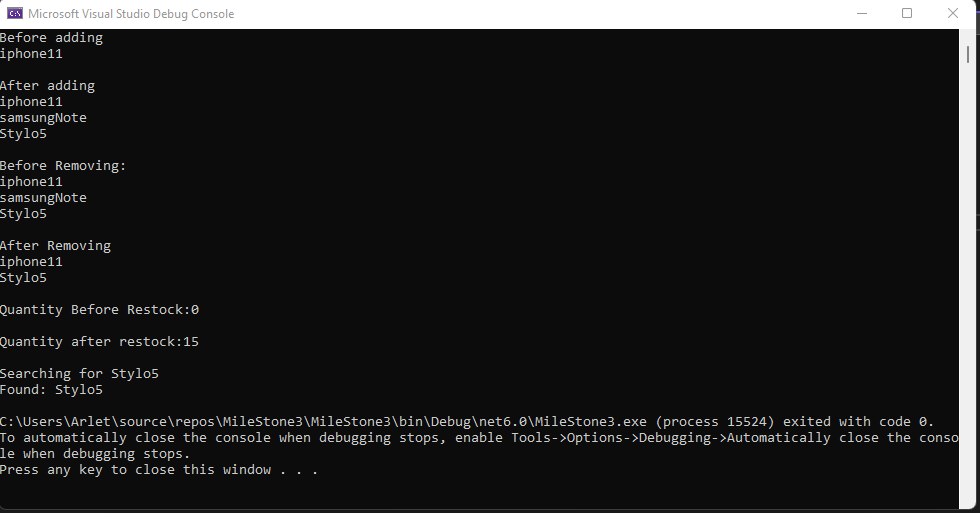 Microsoft Visual Studio Debug Console
Before adding
iphone11
After adding
iphone11
samsungNote
Stylo5
Before Removing:
iphone11
samsungNote
Stylo5
After Removing
iphone11
Stylo5
Quantity Before Restock:0
Quantity after restock:15
Searching for Stylo5
Found: Stylo5
C:\Users\Arlet\source\repos\MileStone3\MileStone3\bin\Debug\net6.0\MileStone3.exe (process 15524) exited with code 0.
To automatically close the console when debugging stops, enable Tools->Options->Debugging->Automatically close the conso
le when debugging stops.
Press any key to close this window . . .